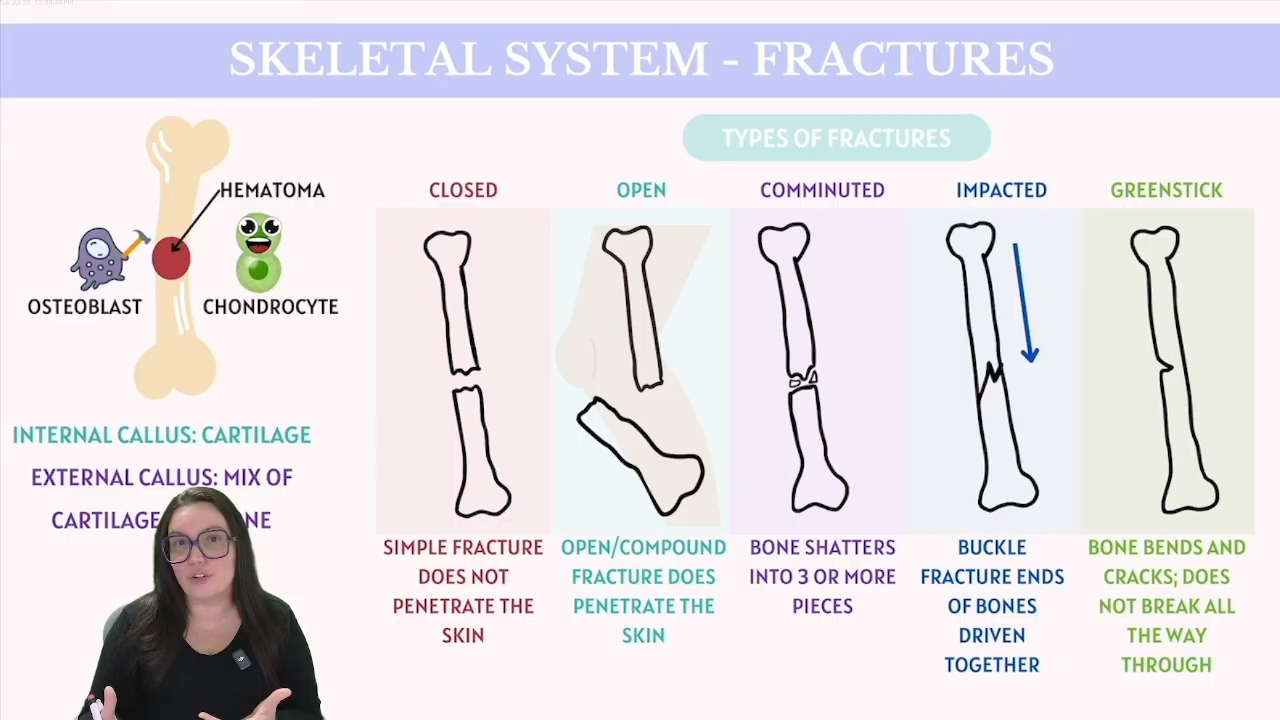 SKELETAL SYSTEM - FRACTURES
TYPES OF FRACTURES
HEMATOMA
OSTEOBLAST
CHONDROCYTE
INTERNAL CALLUS: CARTILAGE
EXTERNAL CALLUS: MIX OF
CARTILAGE
CLOSED
OPEN
COMMINUTED
IMPACTED
GREENSTICK
SIMPLE FRACTURE
DOES NOT
PENETRATE THE
SKIN
OPEN/COMPOUND
FRACTURE DOES
PENETRATE THE
SKIN
BONE SHATTERS
INTO 3 OR MORE
PIECES
BUCKLE
FRACTURE ENDS
OF BONES
DRIVEN
TOGETHER
BONE BENDS AND
CRACKS; DOES
NOT BREAK ALL
THE WAY
THROUGH